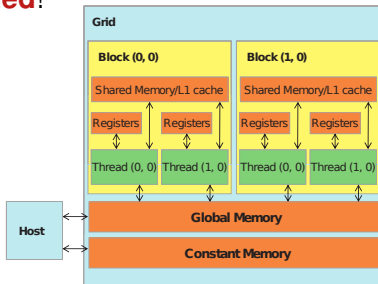 ed!
Grid
Block (0, 0)
Block (1, 0)
Shared Memory/L1 cache
Shared Memory/L1 cache
Registers
Registers
Registers
Registers
Thread (0, 0)
Thread (1, 0)
Thread (0, 0)
Thread (1, 0)
Host
Global Memory
Constant Memory